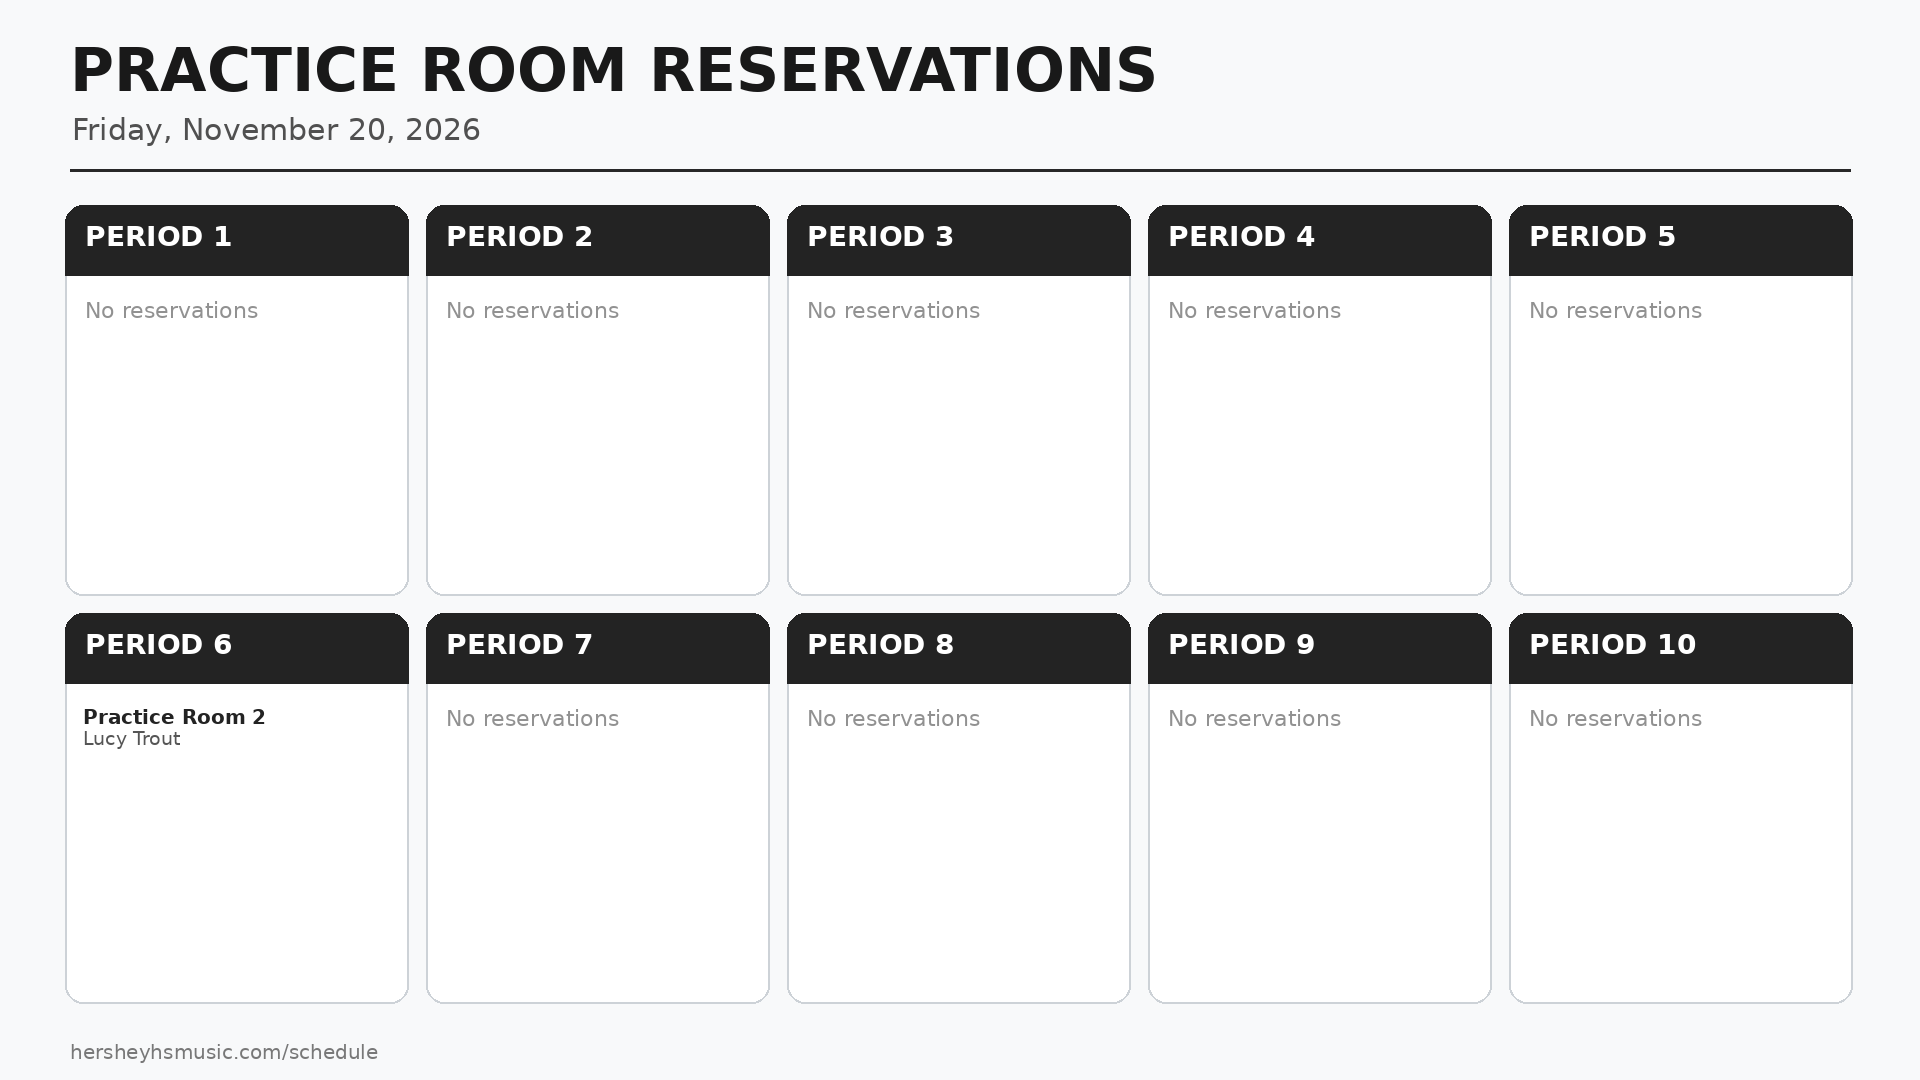 PRACTICE ROOM RESERVATIONS
Friday, November 20, 2026
PERIOD 1
No reservations
PERIOD 2
No reservations
PERIOD 3
No reservations
PERIOD 4
No reservations
PERIOD 5
No reservations
PERIOD 6
Practice Room 2
Lucy Trout
PERIOD 7
No reservations
PERIOD 8
No reservations
PERIOD 9
No reservations
PERIOD 10
No reservations
hersheyhsmusic.com/schedule